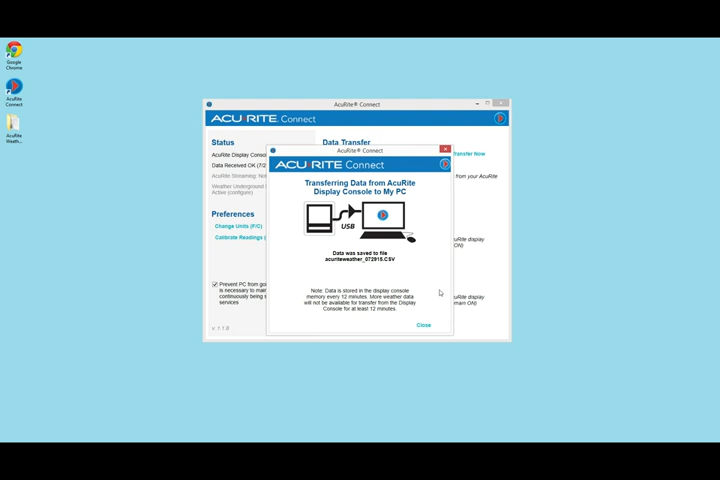 Google
Chrome
AcuRite
Connect
AcuRite
Weath...
AcuRite® Connect
ACU RITE Connect
Status
AcuRite Display Conso
Data Received OK (7/2
AcuRite Streaming: Not
Weather Underground
Active (configure)
Preferences
Change Units (F/C)
Calibrate Readings (
Prevent PC from go
is necessary to main
continuously being s
services
v. 1.1.8
Data Transfer
ransfer Now
from your AcuRite
uRite display
ON)
uRite display
main ON)
AcuRite® Connect
ACU RITE Connect
Transferring Data from AcuRite
Display Console to My PC
USB
Data was saved to file
acuriteweather_072915.CSV
Note: Data is stored in the display console
memory every 12 minutes. More weather data
will not be available for transfer from the Display
Console for at least 12 minutes.
Close